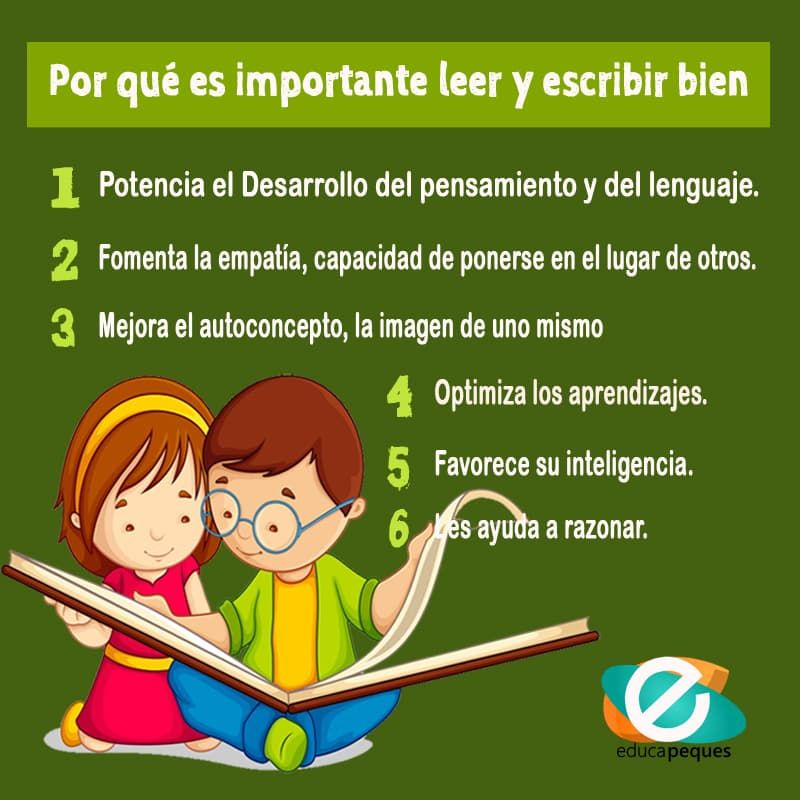 Por qué es importante leer y escribir bien
1 Potencia el Desarrollo del pensamiento y del lenguaje.
2 Fomenta la empatía, capacidad de ponerse en el lugar de otros.
3 Mejora el autoconcepto, la imagen de uno mismo
4 Optimiza los aprendizajes.
5 Favorece su inteligencia.
6 Les ayuda a razonar.
e
educapeques